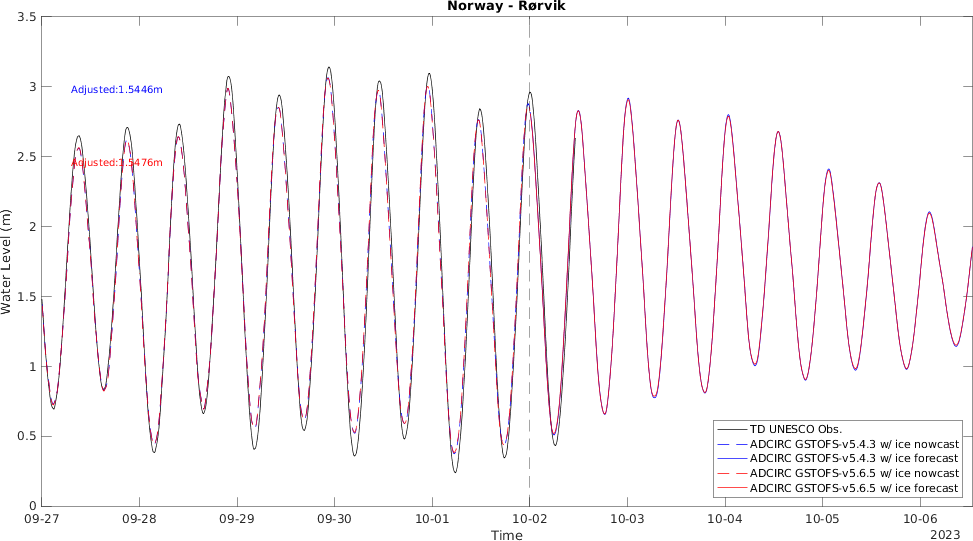 Norway - Rørvik
3.5
3
2.5
2
1.5
1
0.5
0
Water Level (m)
Adjusted:1.5446m
Adjusted:1.5476m
TD UNESCO Obs.
ADCIRC GSTOFS-v5.4.3 w/ ice nowcast
ADCIRC GSTOFS-v5.4.3 w/ ice forecast
ADCIRC GSTOFS-v5.6.5 w/ ice nowcast
ADCIRC GSTOFS-v5.6.5 w/ ice forecast
09-27 09-28 09-29 09-30 10-01 10-02 10-03 10-04 10-05 10-06
Time
2023